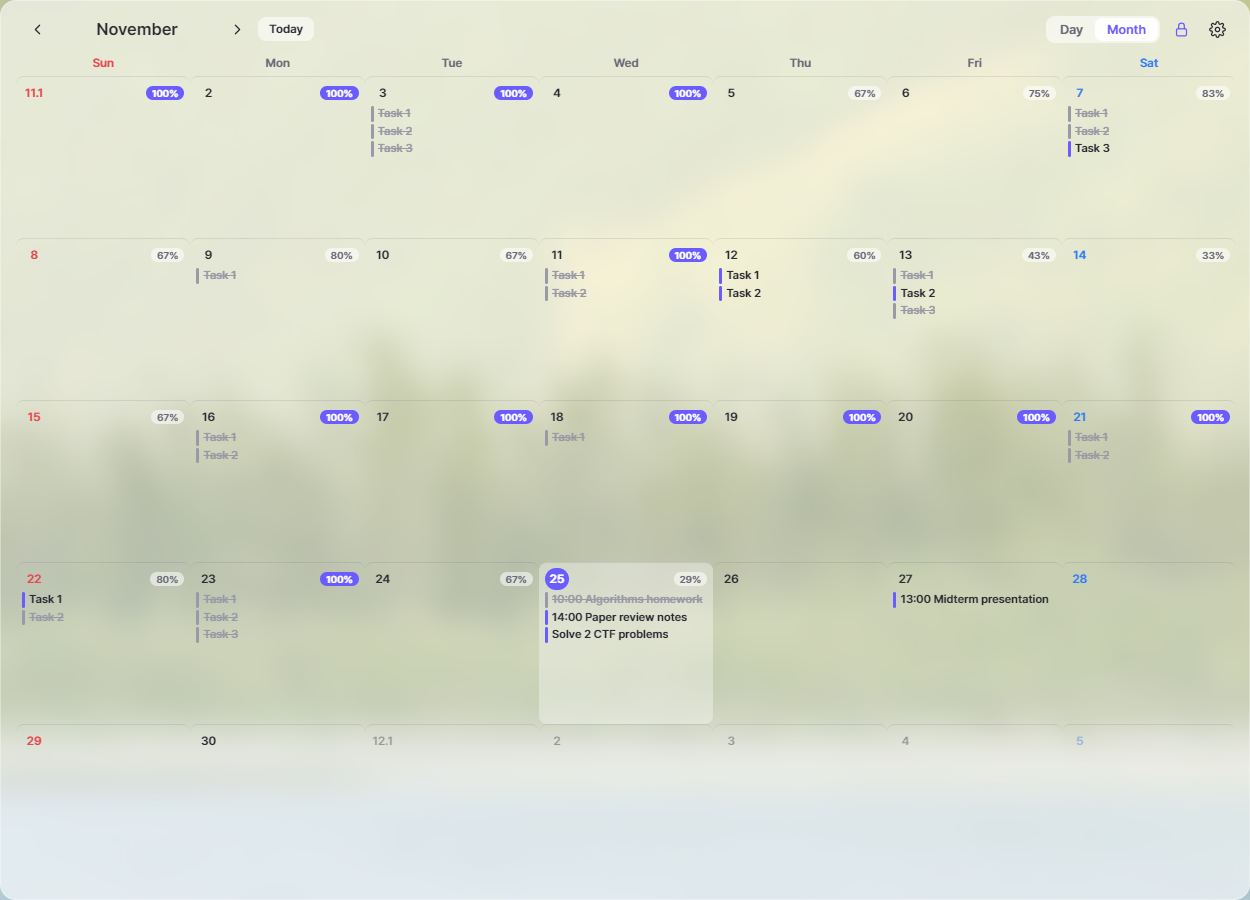 November Today Day Month
Sun Mon Tue Wed Thu Fri Sat
11.1 100% 2 100% 3 100% 4 100% 5 67% 6 75% 7 83%
Task 1 Task 1
Task 2 Task 2
Task 3 Task 3
8 67% 9 80% 10 67% 11 100% 12 60% 13 43% 14 33%
Task 1 Task 1 Task 1 Task 1
Task 2 Task 2 Task 2
Task 3
15 67% 16 100% 17 100% 18 100% 19 100% 20 100% 21 100%
Task 1 Task 1 Task 1
Task 2 Task 2
22 80% 23 100% 24 67% 25 29% 26 27 28
Task 1 Task 1 10:00 Algorithms homework 13:00 Midterm presentation
Task 2 Task 2 14:00 Paper review notes
Task 3 Solve 2 CTF problems
29 30 12.1 2 3 4 5